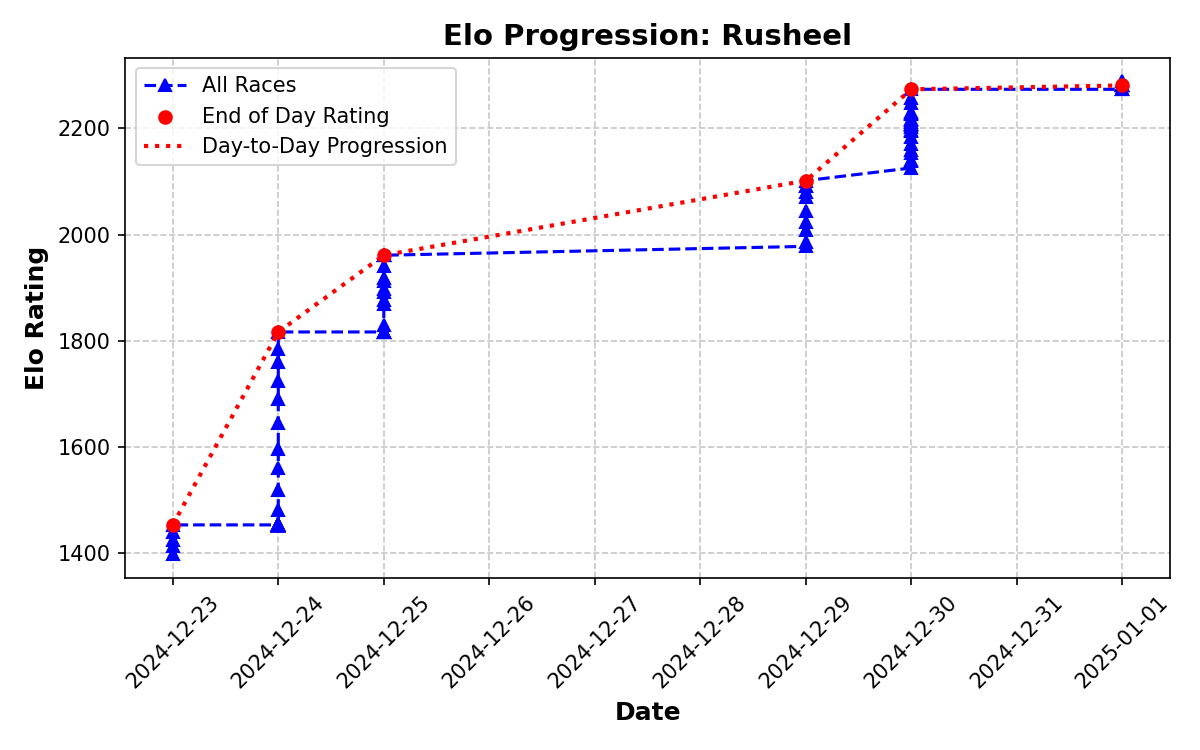 Elo Progression: Rusheel
All Races
End of Day Rating
Day-to-Day Progression
Elo Rating
2200
2000
1800
1600
1400
2024-12-23
2024-12-24
2024-12-25
2024-12-26
2024-12-27
2024-12-28
2024-12-29
2024-12-30
2024-12-31
2025-01-01
Date